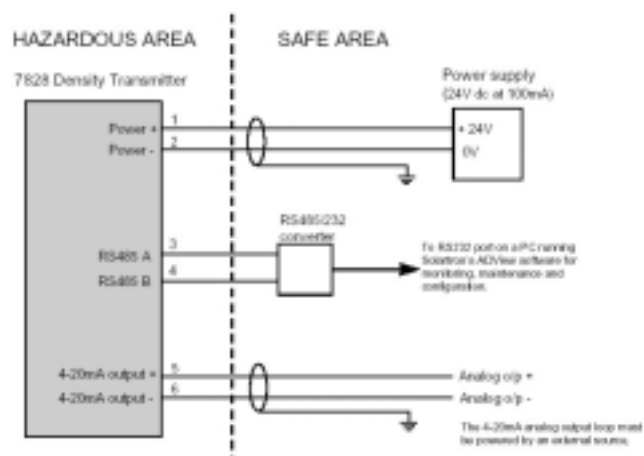 HAZARDOUS AREA
SAFE AREA
7828 Density Transmitter
Power supply
(24V dc at 100mA)
Power +
1
+ 24V
Power -
2
0V
RS485/232
converter
RS485 A
3
RS485 B
4
To RS232 port on a PC running
Solartron's ADView software for
monitoring, maintenance and
configuration.
4-20mA output +
5
Analog o/p +
4-20mA output -
6
Analog o/p -
The 4-20mA analog output loop must
be powered by an external source.